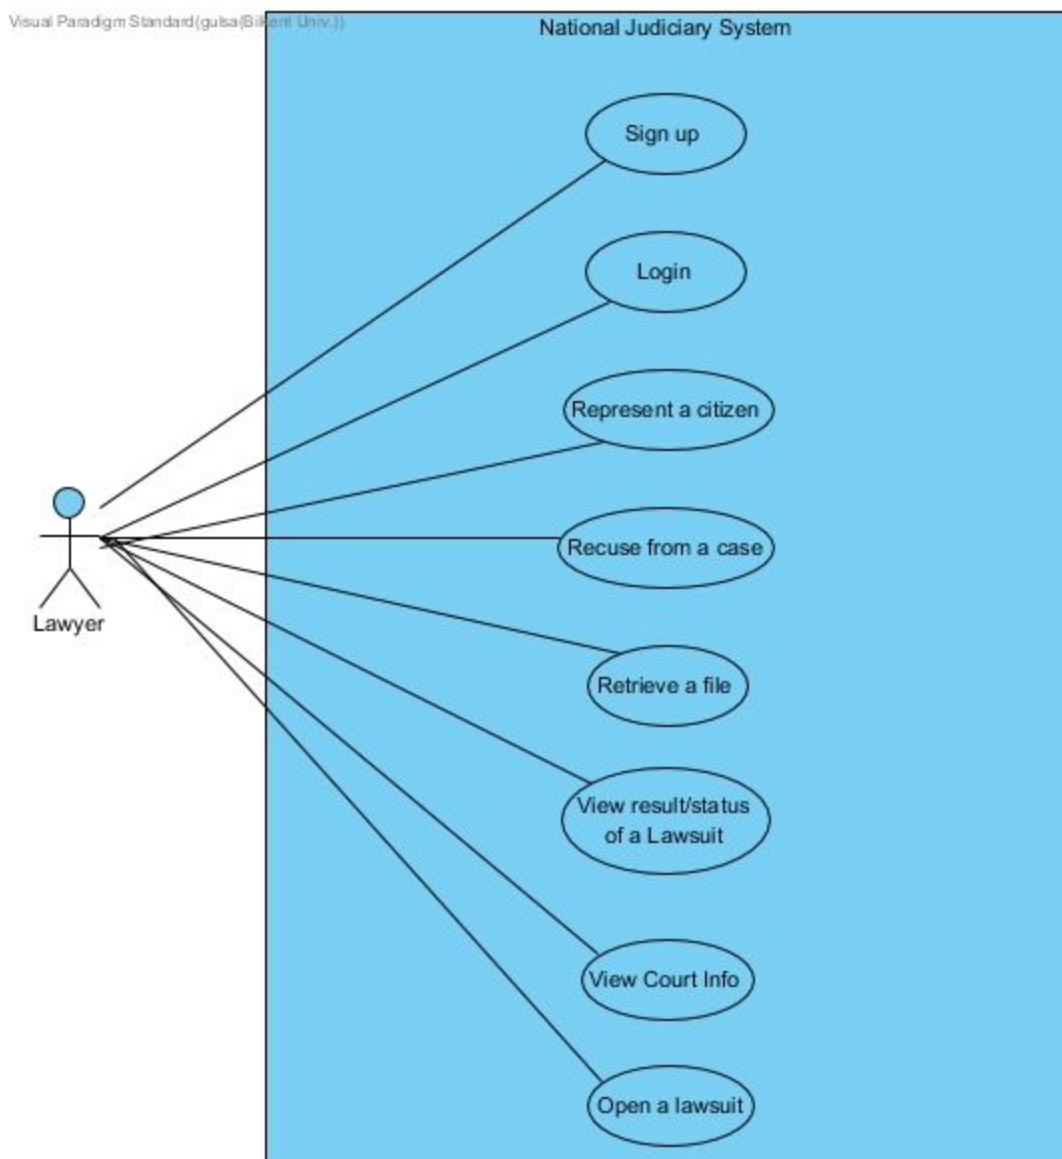 Visual Paradigm Standard(gulsa(Bilkent Univ.))
National Judiciary System
Sign up
Login
Represent a citizen
Recuse from a case
Lawyer
Retrieve a file
View result/status
of a Lawsuit
View Court Info
Open a lawsuit